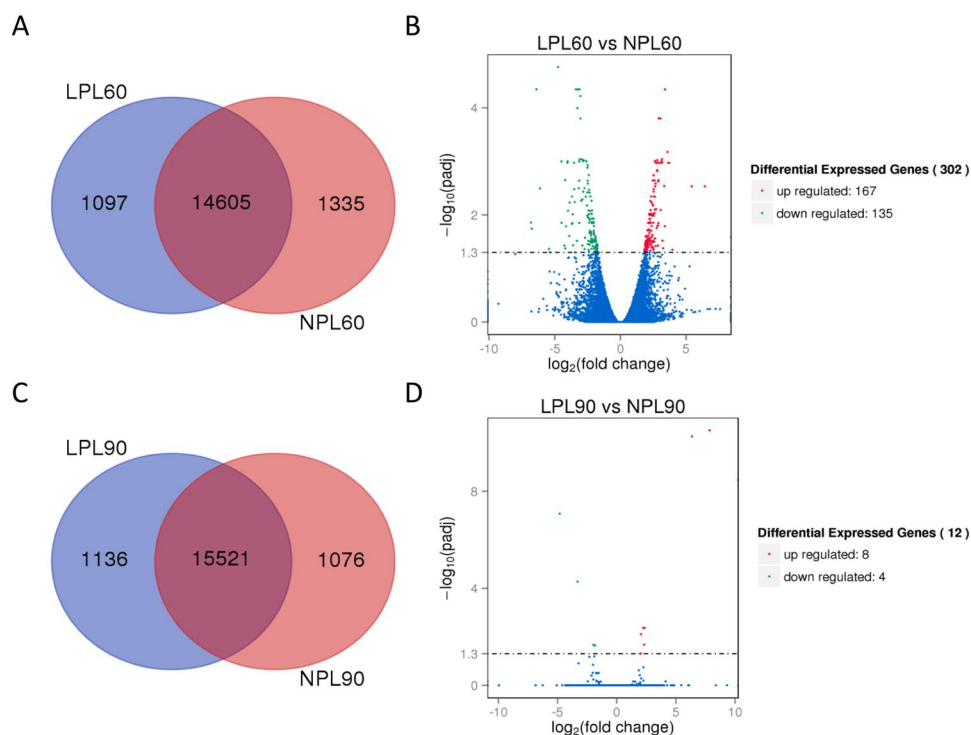 A
LPL60
1097
14605
1335
NPL60
B
LPL60 vs NPL60
−log10(padj)
4
2
1.3
0
-10
-5
0
5
log2(fold change)
Differential Expressed Genes ( 302 )
up regulated: 167
down regulated: 135
C
LPL90
1136
15521
1076
NPL90
D
LPL90 vs NPL90
−log10(padj)
8
4
1.3
0
-10
-5
0
5
10
log2(fold change)
Differential Expressed Genes ( 12 )
up regulated: 8
down regulated: 4